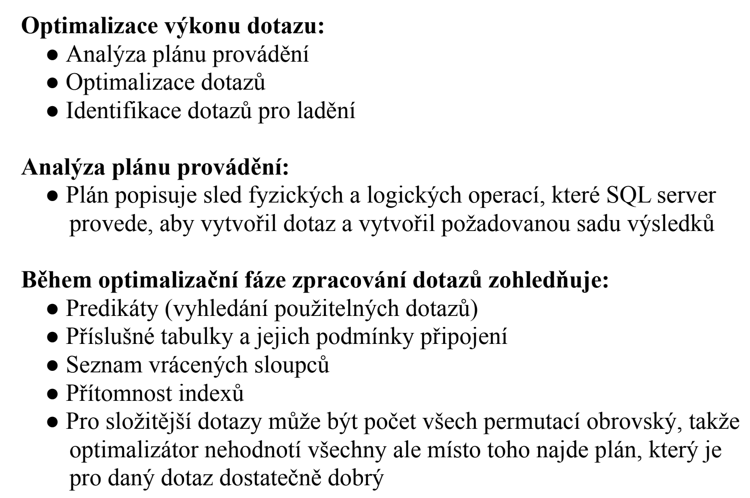 Optimalizace výkonu dotazu:
● Analýza plánu provádění
● Optimalizace dotazů
● Identifikace dotazů pro ladění
Analýza plánu provádění:
● Plán popisuje sled fyzických a logických operací, které SQL server
provede, aby vytvořil dotaz a vytvořil požadovanou sadu výsledků
Během optimalizační fáze zpracování dotazů zohledňuje:
● Predikáty (vyhledání použitelných dotazů)
● Příslušné tabulky a jejich podmínky připojení
● Seznam vrácených sloupců
● Přítomnost indexů
● Pro složitější dotazy může být počet všech permutací obrovský, takže
optimalizátor nehodnotí všechny ale místo toho najde plán, který je
pro daný dotaz dostatečně dobrý